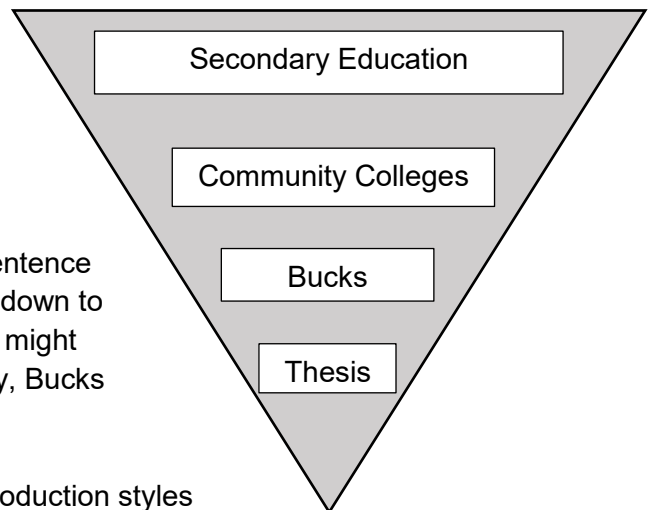 Secondary Education
Community Colleges
Bucks
Thesis
entence
down to
might
y, Bucks
oduction styles